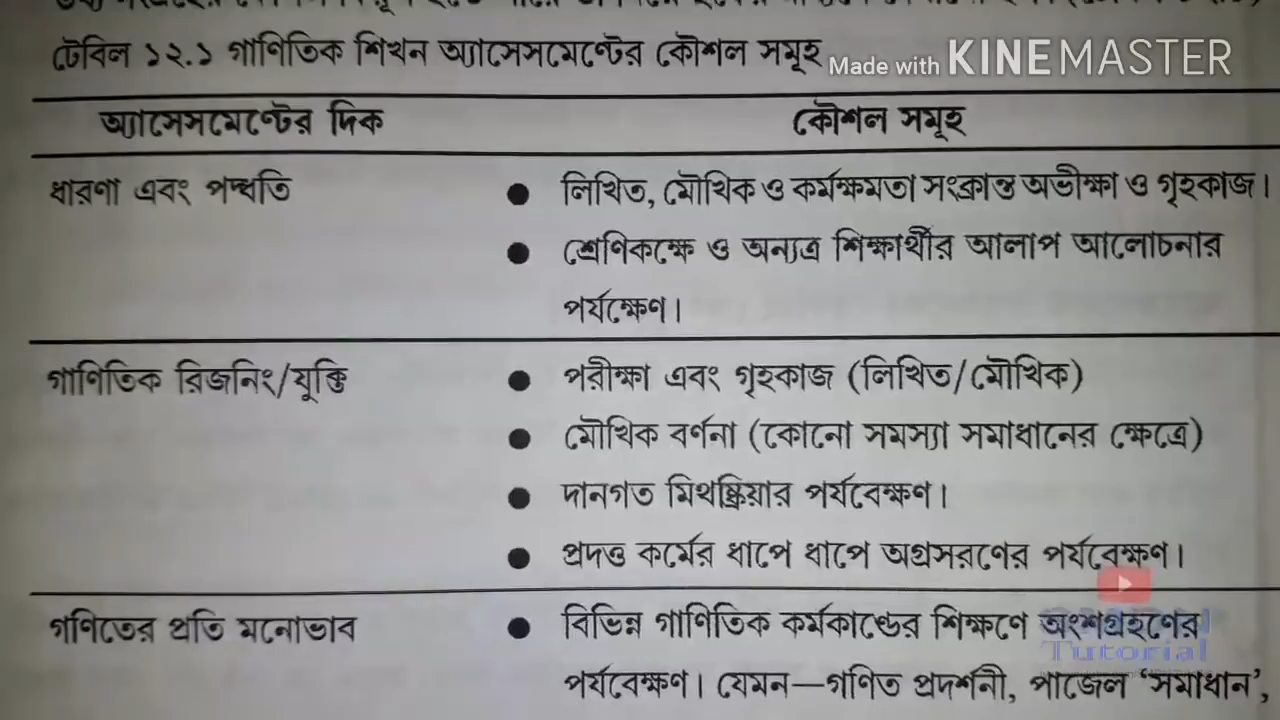 টেবিল ১২.১ গাণিতিক শিখন অ্যাসেসমেন্টের কৌশল সমূহ
Made with KINEMASTER
অ্যাসেসমেন্টের দিক কৌশল সমূহ
ধারণা এবং পদ্ধতি ● লিখিত, মৌখিক ও কর্মক্ষমতা সংক্রান্ত অভীক্ষা ও গৃহকাজ।
● শ্রেণিকক্ষে ও অন্যত্র শিক্ষার্থীর আলাপ আলোচনার
পর্যক্ষেণ।
গাণিতিক রিজনিং/যুক্তি ● পরীক্ষা এবং গৃহকাজ (লিখিত/মৌখিক)
● মৌখিক বর্ণনা (কোনো সমস্যা সমাধানের ক্ষেত্রে)
● দানগত মিথষ্ক্রিয়ার পর্যবেক্ষণ।
● প্রদত্ত কর্মের ধাপে ধাপে অগ্রসরণের পর্যবেক্ষণ।
গণিতের প্রতি মনোভাব ● বিভিন্ন গাণিতিক কর্মকাণ্ডের শিক্ষণে অংশগ্রহণের
Tutorial
পর্যবেক্ষণ। যেমন—গণিত প্রদর্শনী, পাজেল ‘সমাধান’,